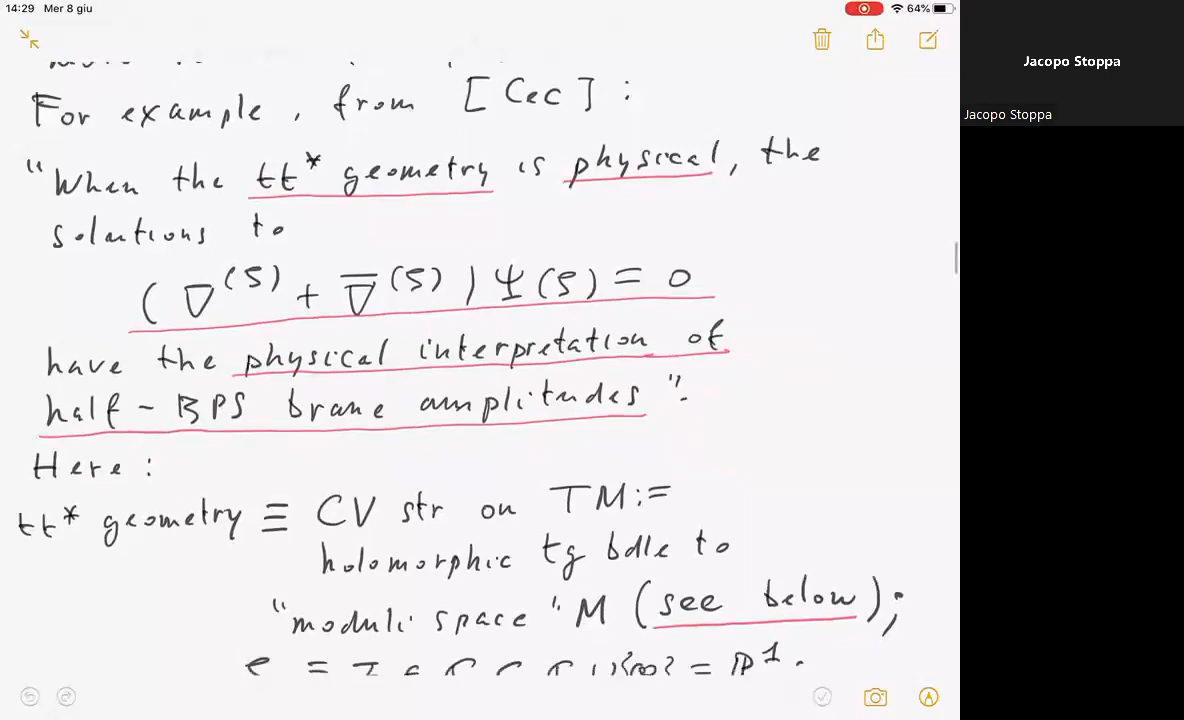 14:29 Mer 8 giu
64%
For example, from [Cec]:
"When the tt* geometry is physical, the
solutions to
(∇^(ζ) + ∇̅^(ζ)) Ψ(ζ) = 0
have the physical interpretation of
half-BPS brane amplitudes".
Here:
tt* geometry ≡ CV str on TM:=
holomorphic tg bdle to
"moduli space" M (see below);
= ℙ^1.
Jacopo Stoppa
Jacopo Stoppa